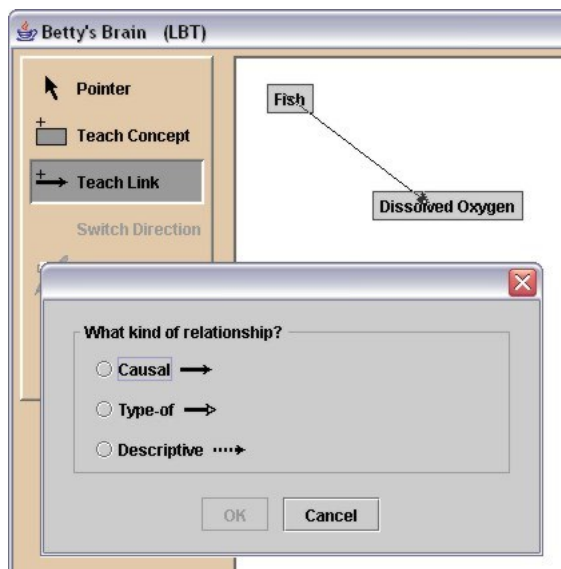 Betty's Brain (LBT)
Pointer
Teach Concept
Teach Link
Switch Direction
Fish
Dissolved Oxygen
What kind of relationship?
Causal
Type-of
Descriptive
OK
Cancel